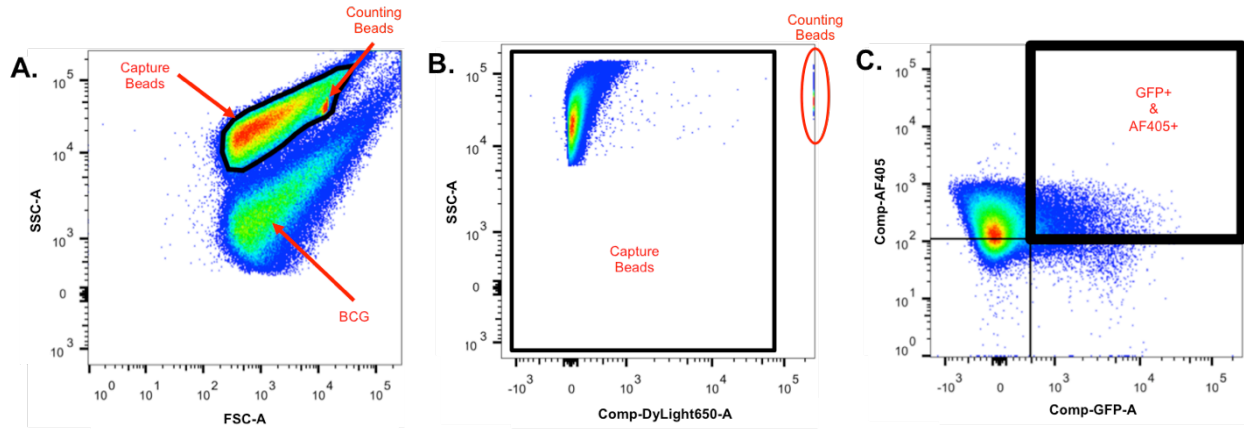 A.
Capture
Beads
Counting
Beads
BCG
SSC-A
10^5
10^4
10^3
0
10^3
10^0
10^1
10^2
10^3
10^4
10^5
FSC-A
B.
Counting
Beads
Capture
Beads
SSC-A
10^5
10^4
10^3
0
10^3
-10^3
0
10^3
10^4
10^5
Comp-DyLight650-A
C.
GFP+
&
AF405+
Comp-AF405
10^5
10^4
10^3
10^2
10^1
10^0
-10^3
0
10^3
10^4
10^5
Comp-GFP-A